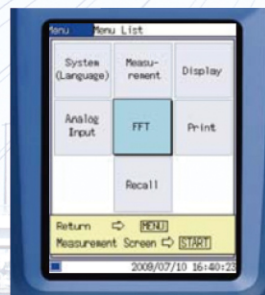 Menu Menu List
System
(Language)
Measu-
rement
Display
Analog
Input
FFT
Print
Recall
Return ⇨ MENU
Measurement Screen ⇨ START
2009/07/10 16:40:23